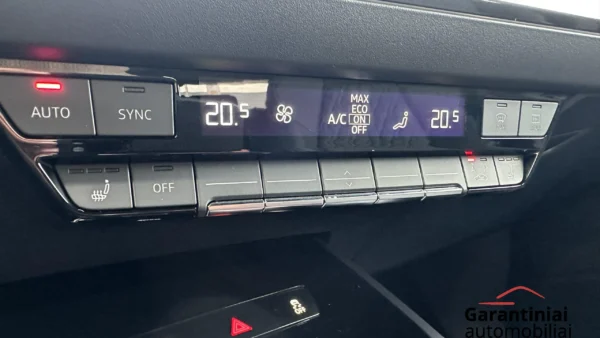 AUTO
SYNC
20.5
A/C
MAX
ECO
ON
OFF
20.5
OFF
Garantiniai
automobiliai